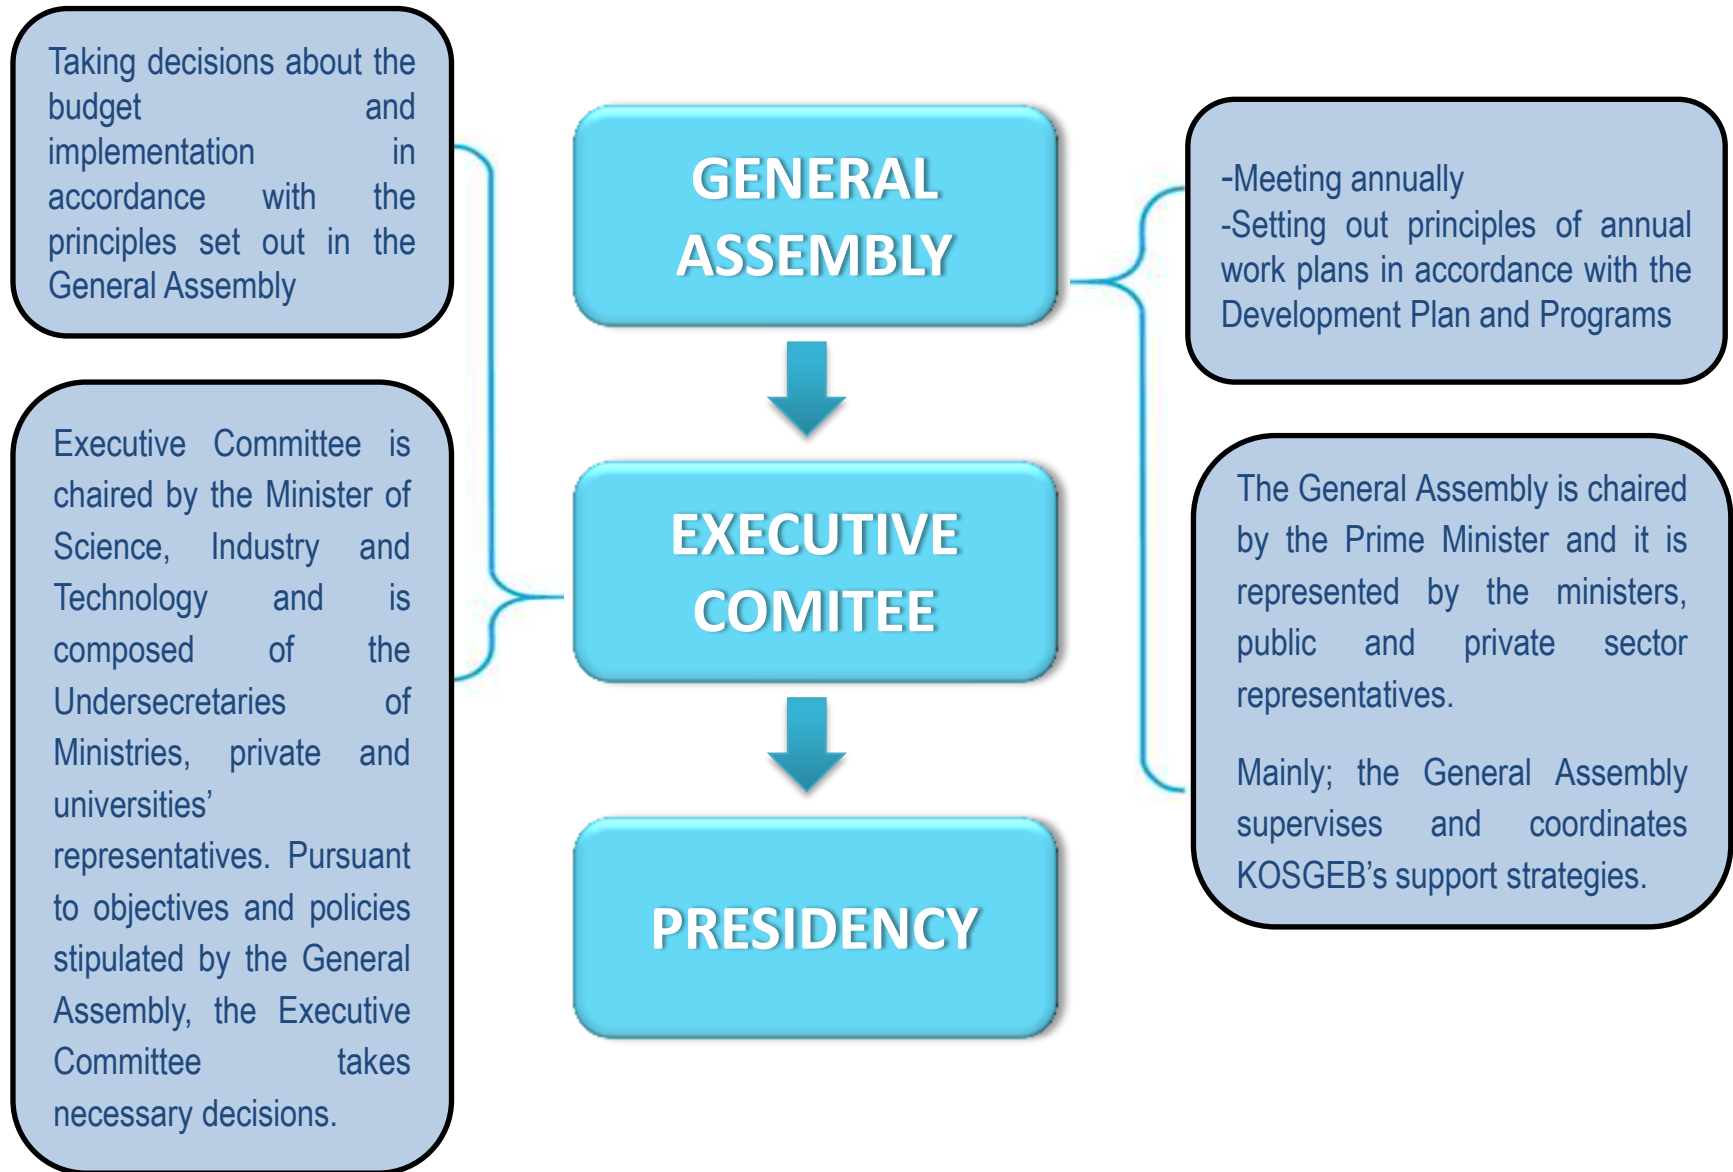 Taking decisions about the
budget and
implementation in
accordance with the
principles set out in the
General Assembly
Executive Committee is
chaired by the Minister of
Science, Industry and
Technology and is
composed of the
Undersecretaries of
Ministries, private and
universities’
representatives. Pursuant
to objectives and policies
stipulated by the General
Assembly, the Executive
Committee takes
necessary decisions.
GENERAL
ASSEMBLY
EXECUTIVE
COMITEE
PRESIDENCY
-Meeting annually
-Setting out principles of annual
work plans in accordance with the
Development Plan and Programs
The General Assembly is chaired
by the Prime Minister and it is
represented by the ministers,
public and private sector
representatives.
Mainly; the General Assembly
supervises and coordinates
KOSGEB’s support strategies.